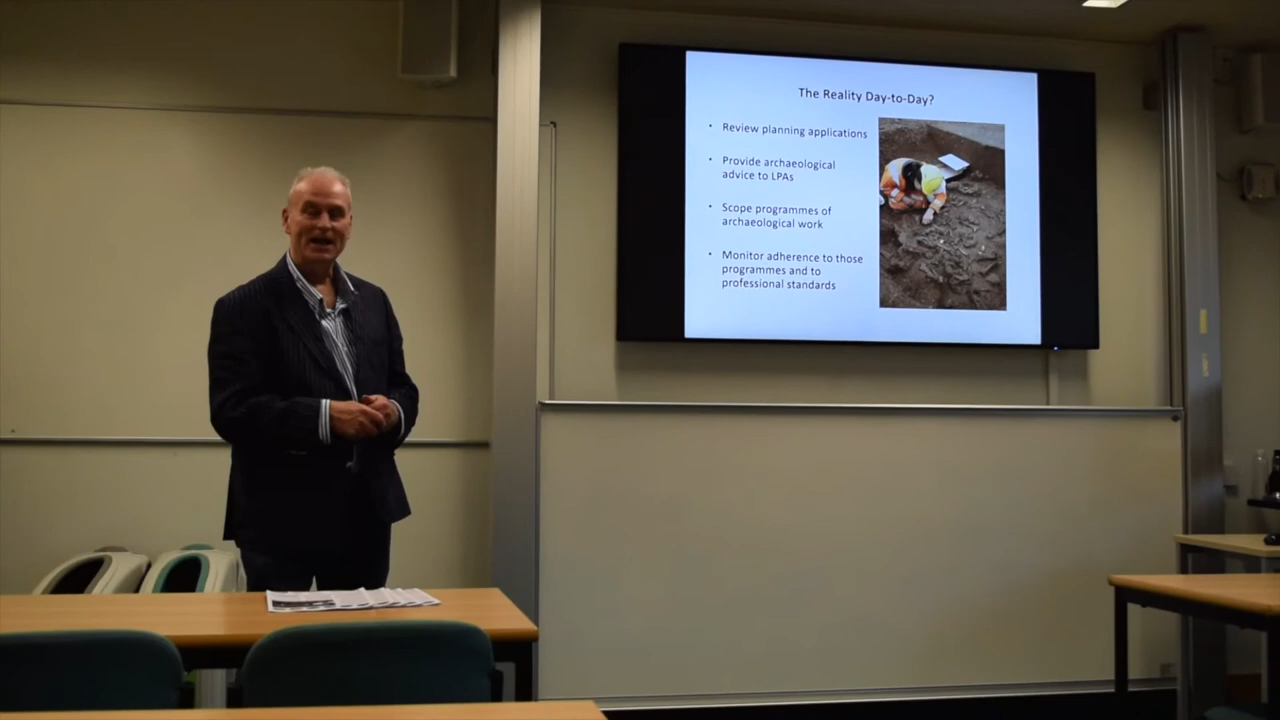 The Reality Day-to-Day?
• Review planning applications
• Provide archaeological
advice to LPAs
• Scope programmes of
archaeological work
• Monitor adherence to those
programmes and to
professional standards